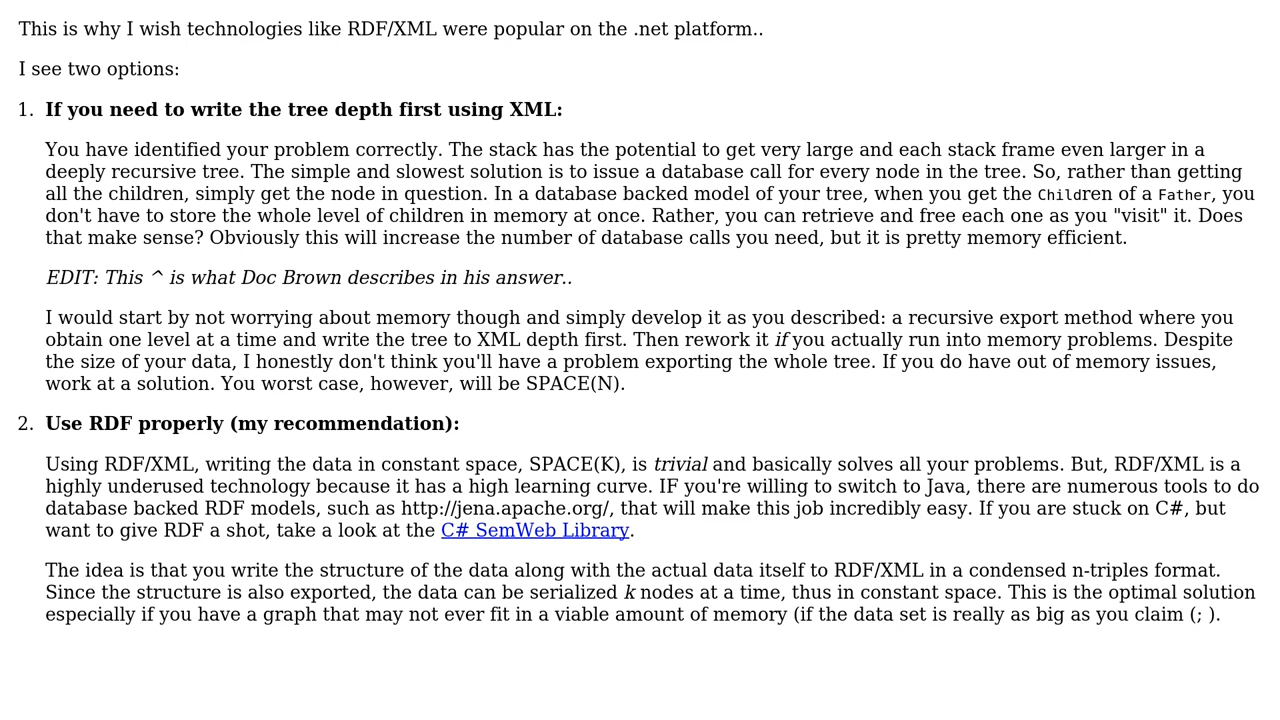 This is why I wish technologies like RDF/XML were popular on the .net platform..
I see two options:
1. If you need to write the tree depth first using XML:
You have identified your problem correctly. The stack has the potential to get very large and each stack frame even larger in a
deeply recursive tree. The simple and slowest solution is to issue a database call for every node in the tree. So, rather than getting
all the children, simply get the node in question. In a database backed model of your tree, when you get the Children of a Father, you
don't have to store the whole level of children in memory at once. Rather, you can retrieve and free each one as you "visit" it. Does
that make sense? Obviously this will increase the number of database calls you need, but it is pretty memory efficient.
EDIT: This ^ is what Doc Brown describes in his answer..
I would start by not worrying about memory though and simply develop it as you described: a recursive export method where you
obtain one level at a time and write the tree to XML depth first. Then rework it if you actually run into memory problems. Despite
the size of your data, I honestly don't think you'll have a problem exporting the whole tree. If you do have out of memory issues,
work at a solution. You worst case, however, will be SPACE(N).
2. Use RDF properly (my recommendation):
Using RDF/XML, writing the data in constant space, SPACE(K), is trivial and basically solves all your problems. But, RDF/XML is a
highly underused technology because it has a high learning curve. IF you're willing to switch to Java, there are numerous tools to do
database backed RDF models, such as http://jena.apache.org/, that will make this job incredibly easy. If you are stuck on C#, but
want to give RDF a shot, take a look at the C# SemWeb Library.
The idea is that you write the structure of the data along with the actual data itself to RDF/XML in a condensed n-triples format.
Since the structure is also exported, the data can be serialized k nodes at a time, thus in constant space. This is the optimal solution
especially if you have a graph that may not ever fit in a viable amount of memory (if the data set is really as big as you claim (; ).